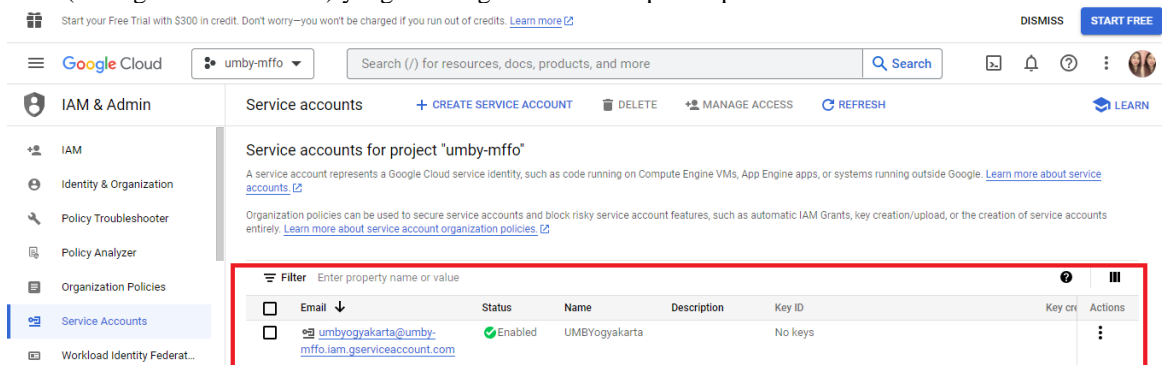 Start your Free Trial with $300 in credit. Don't worry—you won't be charged if you run out of credits. Learn more
DISMISS
START FREE
Google Cloud
umby-mffo
Search (/) for resources, docs, products, and more
Search
IAM & Admin
Service accounts
+ CREATE SERVICE ACCOUNT
DELETE
MANAGE ACCESS
REFRESH
LEARN
IAM
Identity & Organization
Policy Troubleshooter
Policy Analyzer
Organization Policies
Service Accounts
Workload Identity Federat...
Service accounts for project "umby-mffo"
A service account represents a Google Cloud service identity, such as code running on Compute Engine VMs, App Engine apps, or systems running outside Google. Learn more about service
accounts.
Organization policies can be used to secure service accounts and block risky service account features, such as automatic IAM Grants, key creation/upload, or the creation of service accounts
entirely. Learn more about service account organization policies.
Filter Enter property name or value
Email Status Name Description Key ID Key cre Actions
umbyogyakarta@umby-
mffo.iam.gserviceaccount.com
Enabled
UMBYogyakarta
No keys